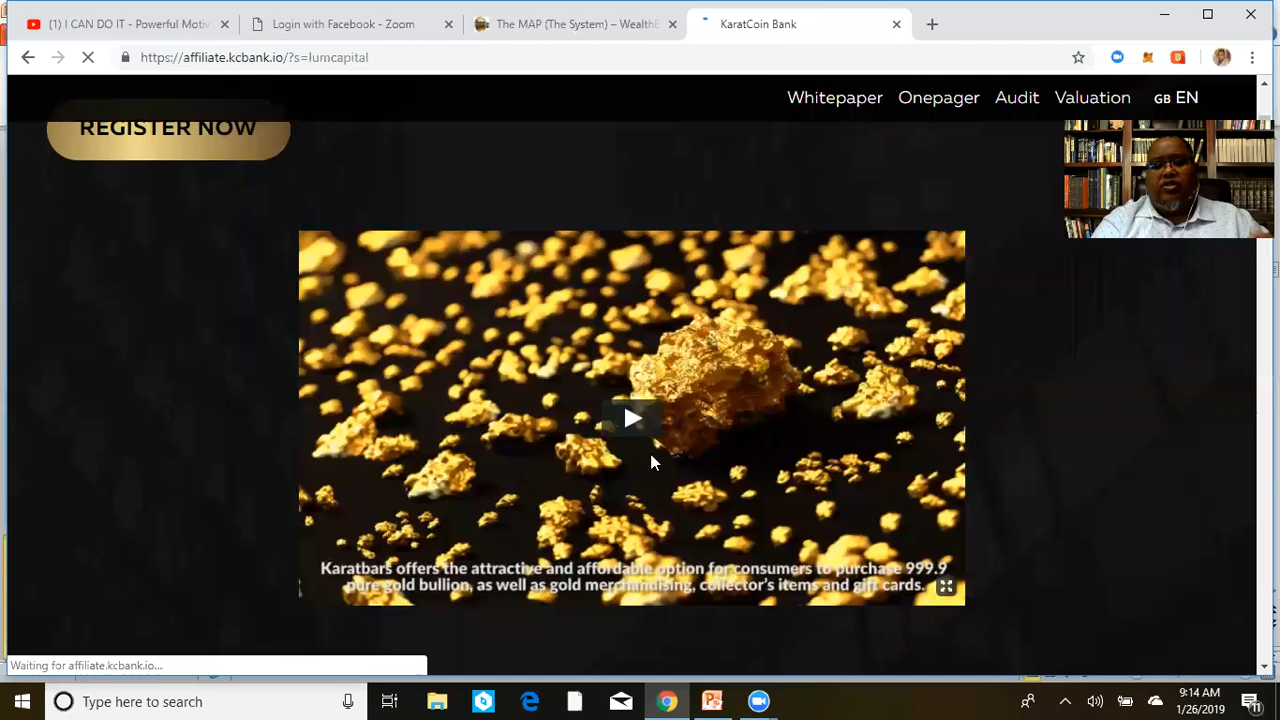 (1) I CAN DO IT - Powerful Motiv
Login with Facebook - Zoom
The MAP (The System) – WealthB
KaratCoin Bank
https://affiliate.kcbank.io/?s=lumcapital
Whitepaper Onepager Audit Valuation GB EN
REGISTER NOW
Karatbars offers the attractive and affordable option for consumers to purchase 999.9
pure gold bullion, as well as gold merchandising, collector's items and gift cards.
Waiting for affiliate.kcbank.io...
Type here to search
9:14 AM
1/26/2019
11